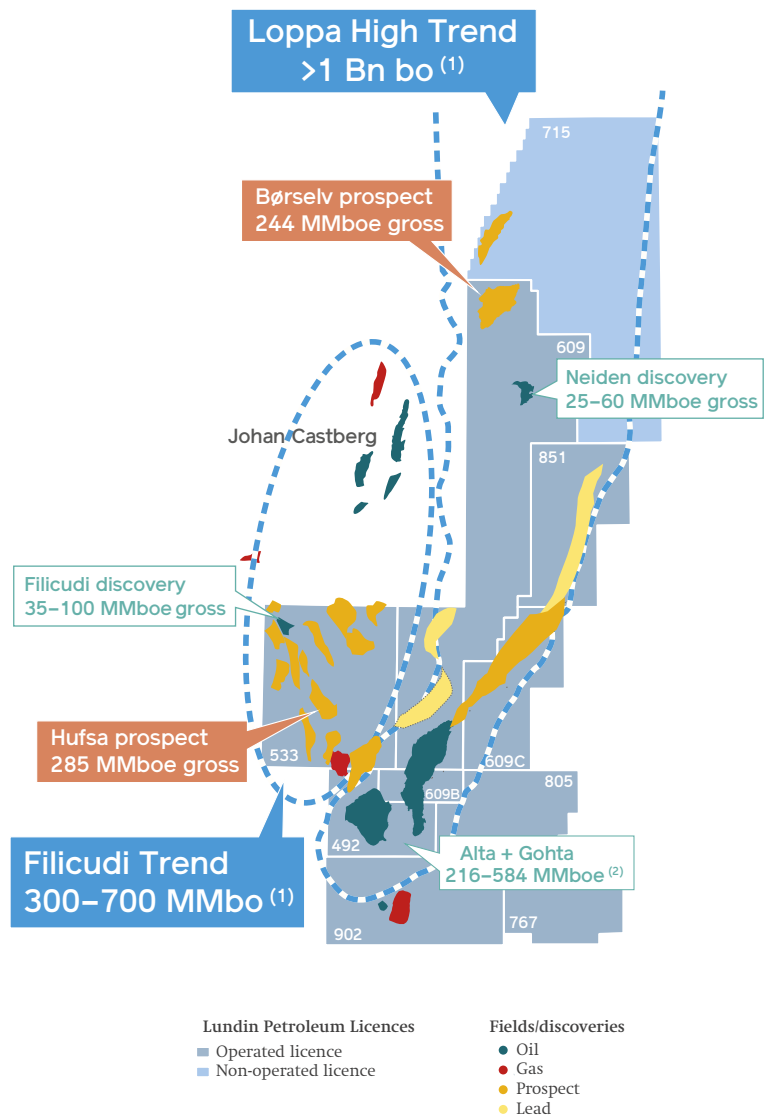 Loppa High Trend
>1 Bn bo (1)
715
Børselv prospect
244 MMboe gross
609
Neiden discovery
25–60 MMboe gross
Johan Castberg
851
Filicudi discovery
35–100 MMboe gross
Hufsa prospect
285 MMboe gross
533
609C
805
609B
492
Alta + Gohta
216–584 MMboe (2)
Filicudi Trend
300–700 MMbo (1)
767
902
Lundin Petroleum Licences
Operated licence
Non-operated licence
Fields/discoveries
Oil
Gas
Prospect
Lead